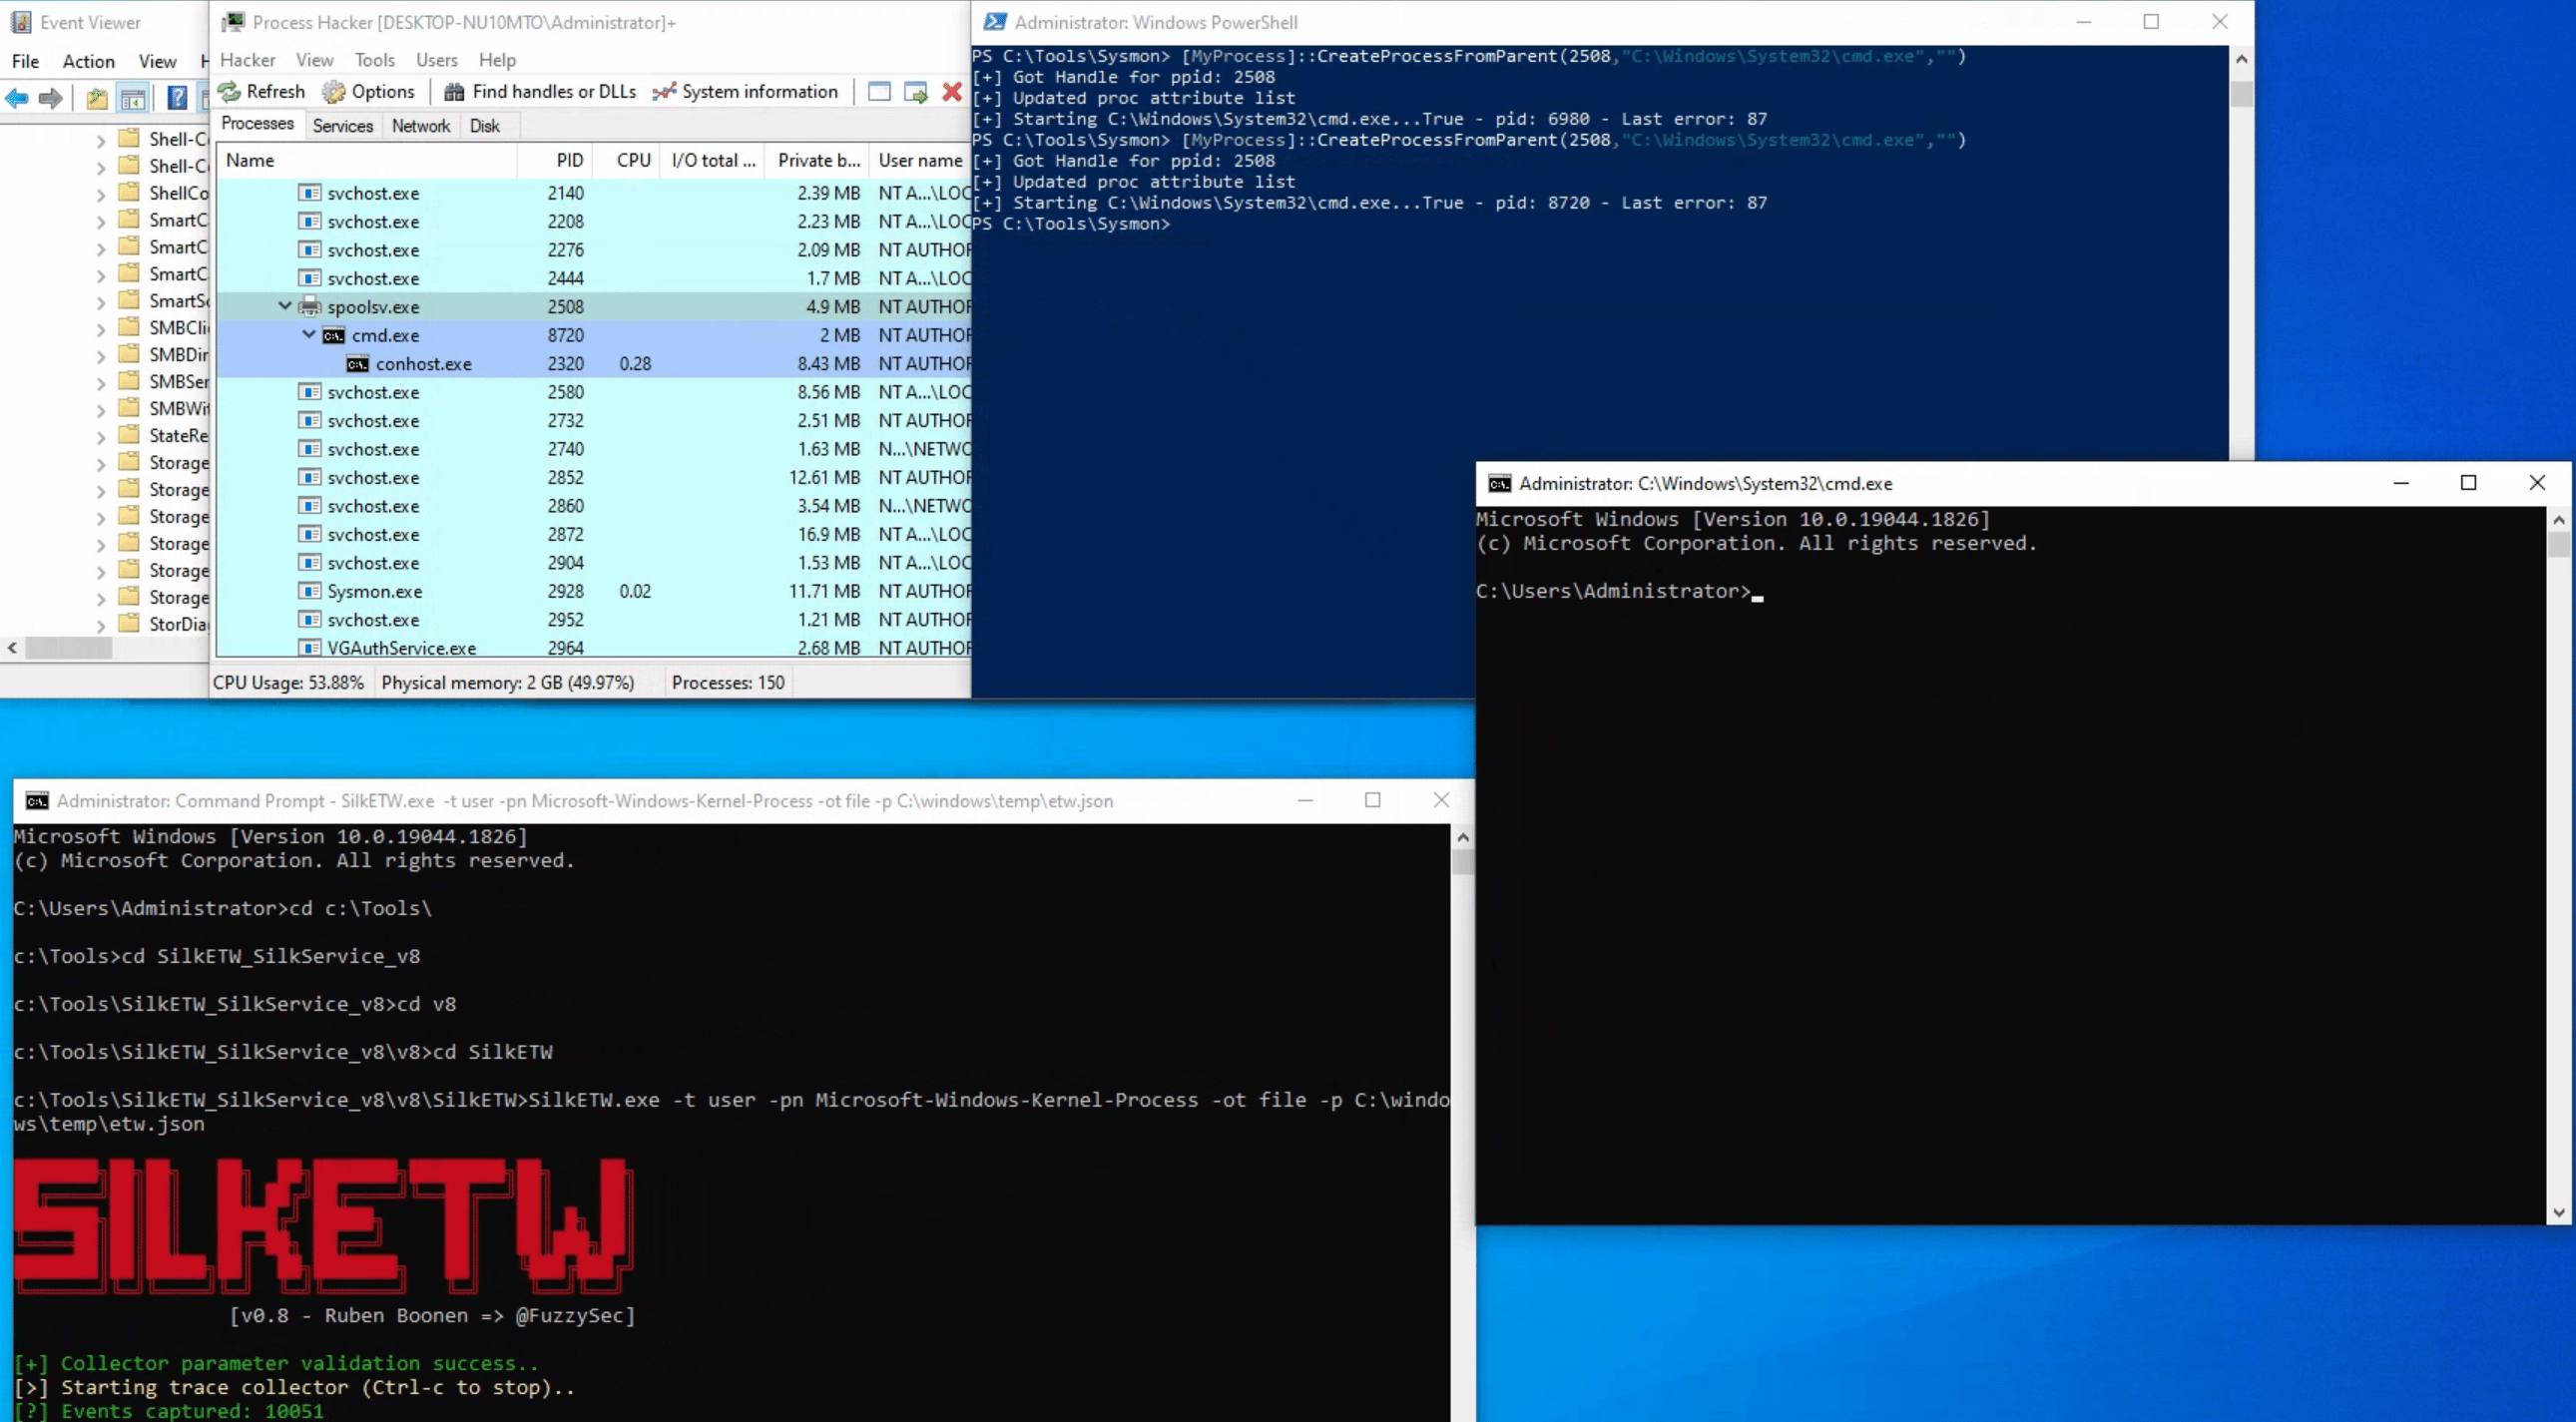 Event Viewer
File Action View H
Shell-C
Shell-C
ShellCo
SmartC
SmartC
SmartC
SmartS
SMBCli
SMBDir
SMBSer
SMBWit
StateRe
Storage
Storage
Storage
Storage
Storage
Storage
StorDia
Process Hacker [DESKTOP-NU10MTO\Administrator]+
Hacker View Tools Users Help
Refresh Options Find handles or DLLs System information
Processes Services Network Disk
Name PID CPU I/O total ... Private b... User name
svchost.exe 2140 2.39 MB NT A...\LOC
svchost.exe 2208 2.23 MB NT A...\LOC
svchost.exe 2276 2.09 MB NT AUTHOR
svchost.exe 2444 1.7 MB NT A...\LOC
spoolsv.exe 2508 4.9 MB NT AUTHOR
cmd.exe 8720 2 MB NT AUTHOR
conhost.exe 2320 0.28 8.43 MB NT AUTHOR
svchost.exe 2580 8.56 MB NT A...\LOC
svchost.exe 2732 2.51 MB NT AUTHOR
svchost.exe 2740 1.63 MB N...\NETWO
svchost.exe 2852 12.61 MB NT AUTHOR
svchost.exe 2860 3.54 MB N...\NETWO
svchost.exe 2872 16.9 MB NT A...\LOC
svchost.exe 2904 1.53 MB NT A...\LOC
Sysmon.exe 2928 0.02 11.71 MB NT AUTHOR
svchost.exe 2952 1.21 MB NT AUTHOR
VGAuthService.exe 2964 2.68 MB NT AUTHOR
CPU Usage: 53.88% Physical memory: 2 GB (49.97%) Processes: 150
Administrator: Windows PowerShell
PS C:\Tools\Sysmon> [MyProcess]::CreateProcessFromParent(2508,"C:\Windows\System32\cmd.exe","")
[+] Got Handle for ppid: 2508
[+] Updated proc attribute list
[+] Starting C:\Windows\System32\cmd.exe...True - pid: 6980 - Last error: 87
PS C:\Tools\Sysmon> [MyProcess]::CreateProcessFromParent(2508,"C:\Windows\System32\cmd.exe","")
[+] Got Handle for ppid: 2508
[+] Updated proc attribute list
[+] Starting C:\Windows\System32\cmd.exe...True - pid: 8720 - Last error: 87
PS C:\Tools\Sysmon>
Administrator: C:\Windows\System32\cmd.exe
Microsoft Windows [Version 10.0.19044.1826]
(c) Microsoft Corporation. All rights reserved.
C:\Users\Administrator>
Administrator: Command Prompt - SilkETW.exe -t user -pn Microsoft-Windows-Kernel-Process -ot file -p C:\windows\temp\etw.json
Microsoft Windows [Version 10.0.19044.1826]
(c) Microsoft Corporation. All rights reserved.
C:\Users\Administrator>cd c:\Tools\
c:\Tools>cd SilkETW_SilkService_v8
c:\Tools\SilkETW_SilkService_v8>cd v8
c:\Tools\SilkETW_SilkService_v8\v8>cd SilkETW
c:\Tools\SilkETW_SilkService_v8\v8\SilkETW>SilkETW.exe -t user -pn Microsoft-Windows-Kernel-Process -ot file -p C:\windo
ws\temp\etw.json
SILKETW
[v0.8 - Ruben Boonen => @FuzzySec]
[+] Collector parameter validation success..
[>] Starting trace collector (Ctrl-c to stop)..
[?] Events captured: 10051